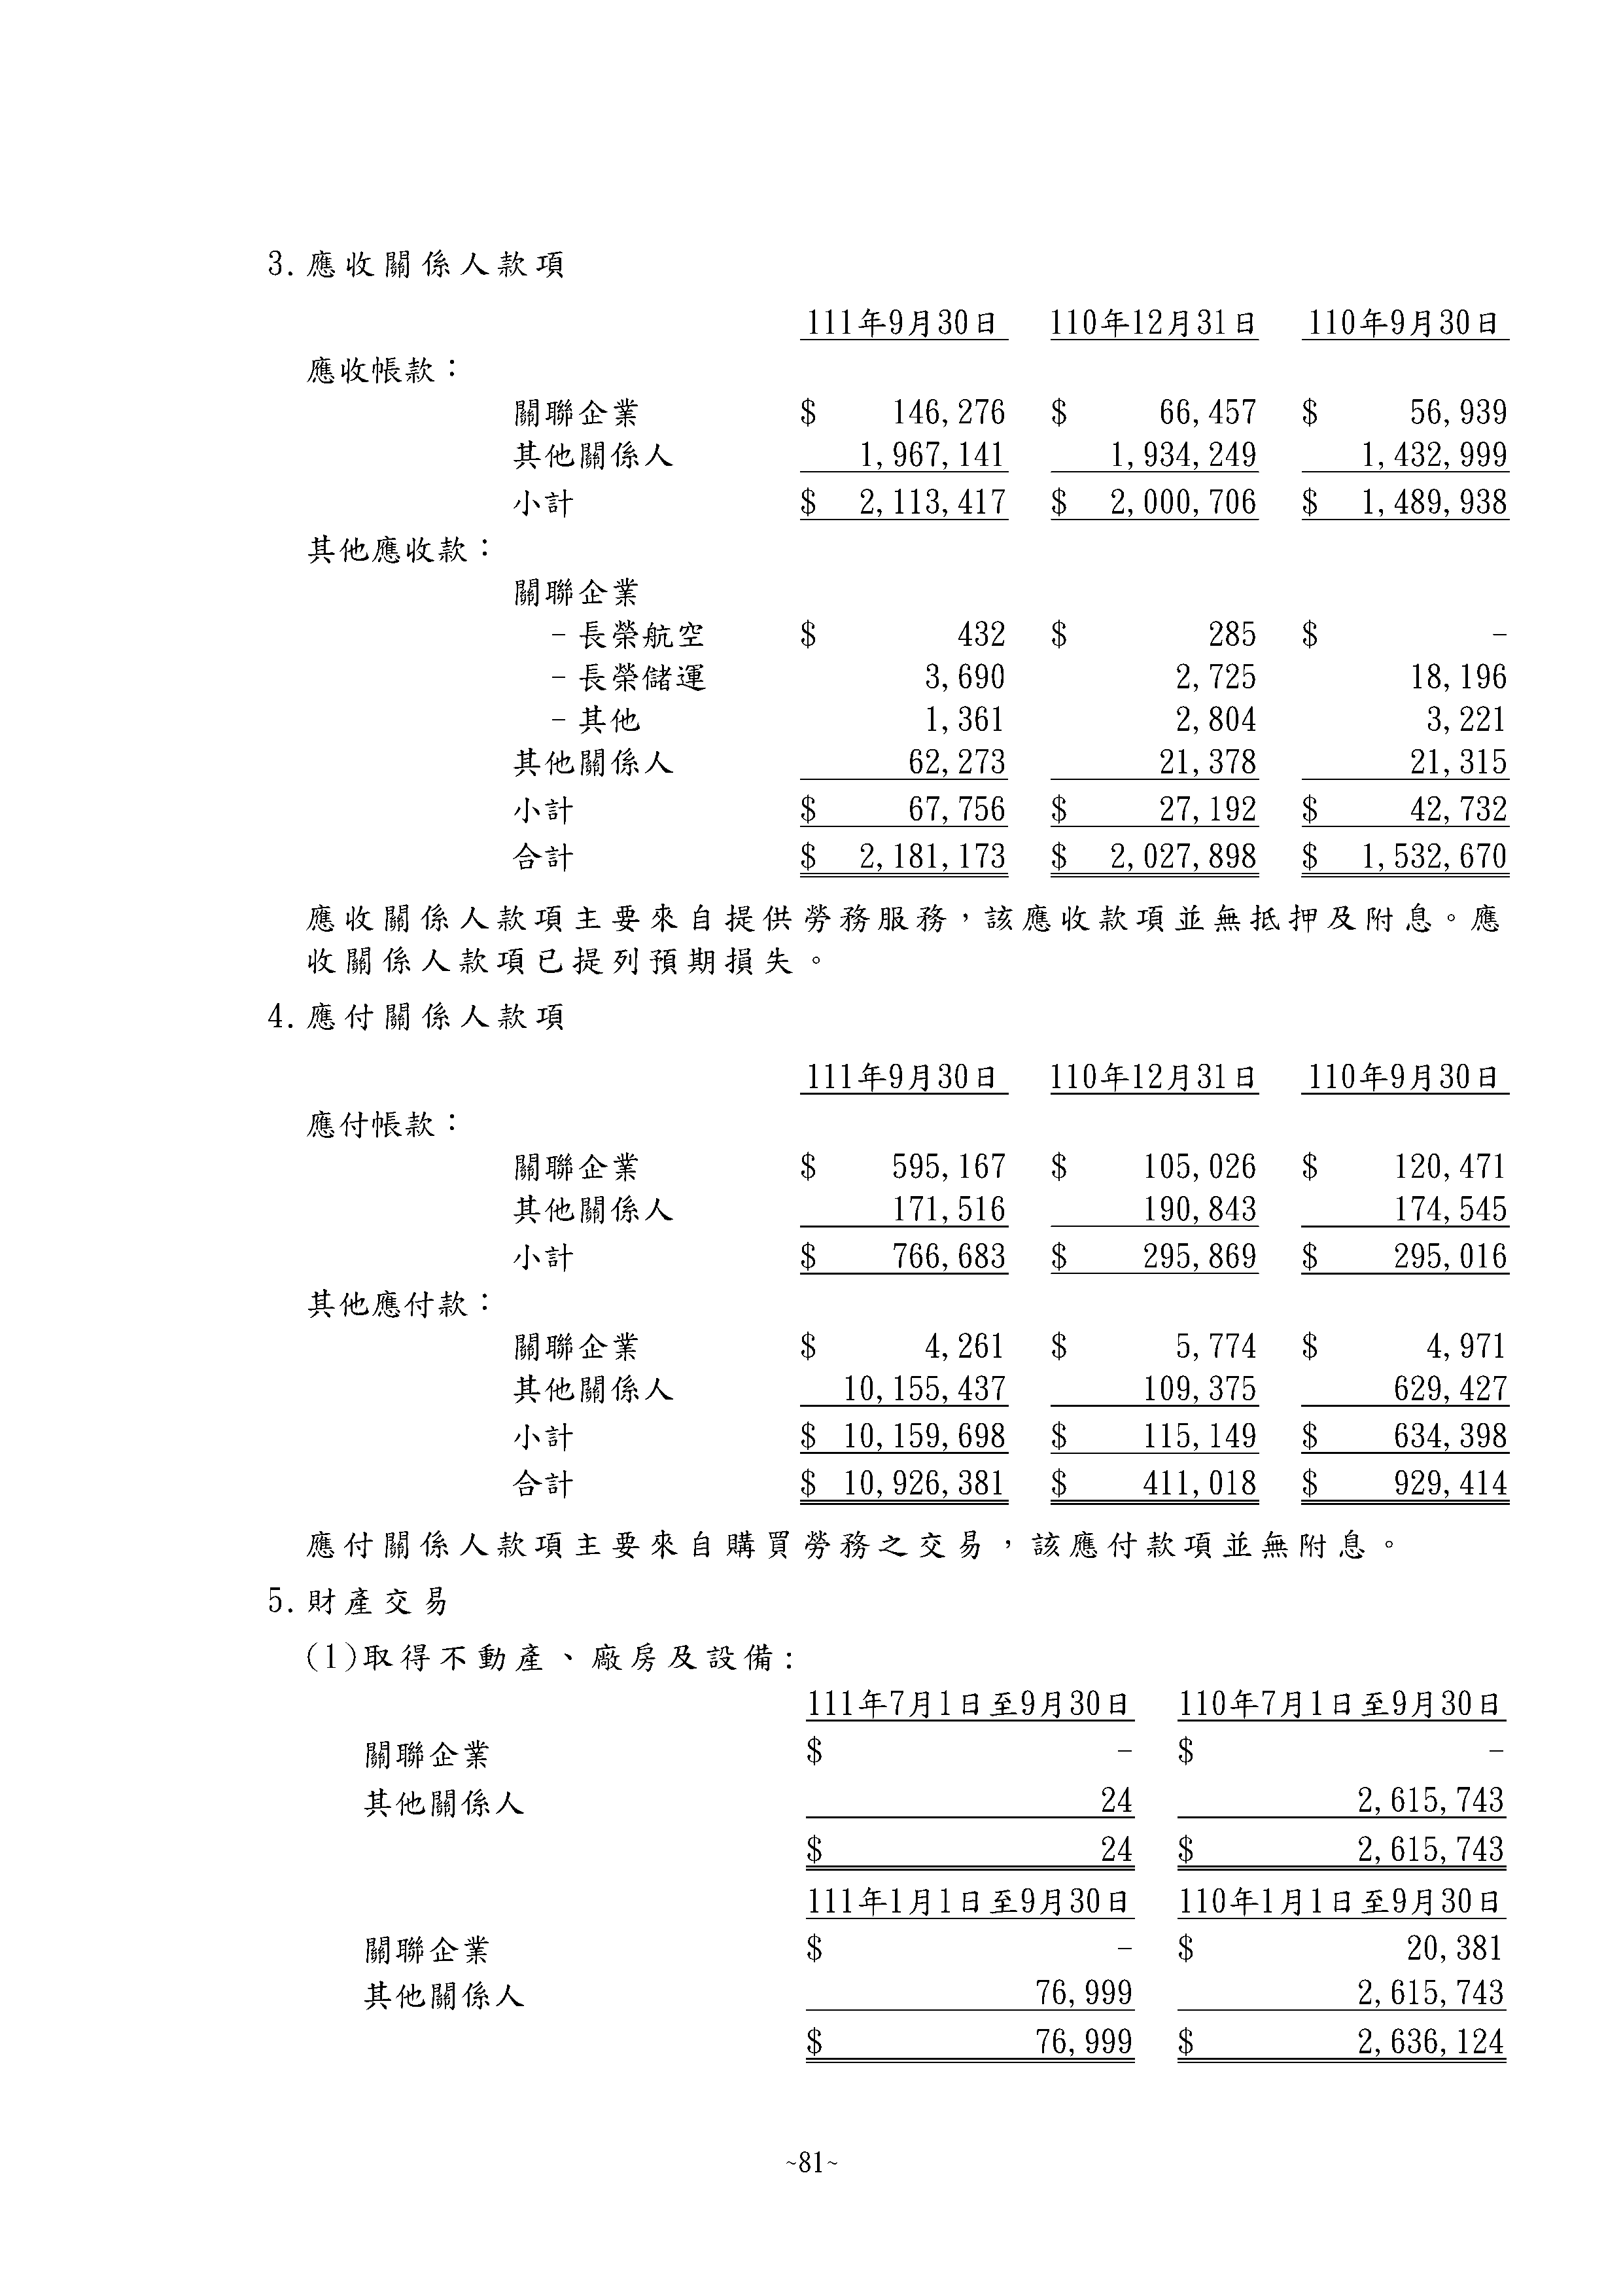 3. 應收關係人款項
111年9月30日 110年12月31日 110年9月30日
應收帳款：
關聯企業 $ 146,276 $ 66,457 $ 56,939
其他關係人 1,967,141 1,934,249 1,432,999
小計 $ 2,113,417 $ 2,000,706 $ 1,489,938
其他應收款：
關聯企業
－長榮航空 $ 432 $ 285 $ －
－長榮儲運 3,690 2,725 18,196
－其他 1,361 2,804 3,221
其他關係人 62,273 21,378 21,315
小計 $ 67,756 $ 27,192 $ 42,732
合計 $ 2,181,173 $ 2,027,898 $ 1,532,670
應收關係人款項主要來自提供勞務服務，該應收款項並無抵押及附息。應
收關係人款項已提列預期損失。
4. 應付關係人款項
111年9月30日 110年12月31日 110年9月30日
應付帳款：
關聯企業 $ 595,167 $ 105,026 $ 120,471
其他關係人 171,516 190,843 174,545
小計 $ 766,683 $ 295,869 $ 295,016
其他應付款：
關聯企業 $ 4,261 $ 5,774 $ 4,971
其他關係人 10,155,437 109,375 629,427
小計 $ 10,159,698 $ 115,149 $ 634,398
合計 $ 10,926,381 $ 411,018 $ 929,414
應付關係人款項主要來自購買勞務之交易，該應付款項並無附息。
5. 財產交易
(1)取得不動產、廠房及設備：
111年7月1日至9月30日 110年7月1日至9月30日
關聯企業 $ － $ －
其他關係人 24 2,615,743
$ 24 $ 2,615,743
111年1月1日至9月30日 110年1月1日至9月30日
關聯企業 $ － $ 20,381
其他關係人 76,999 2,615,743
$ 76,999 $ 2,636,124
~81~